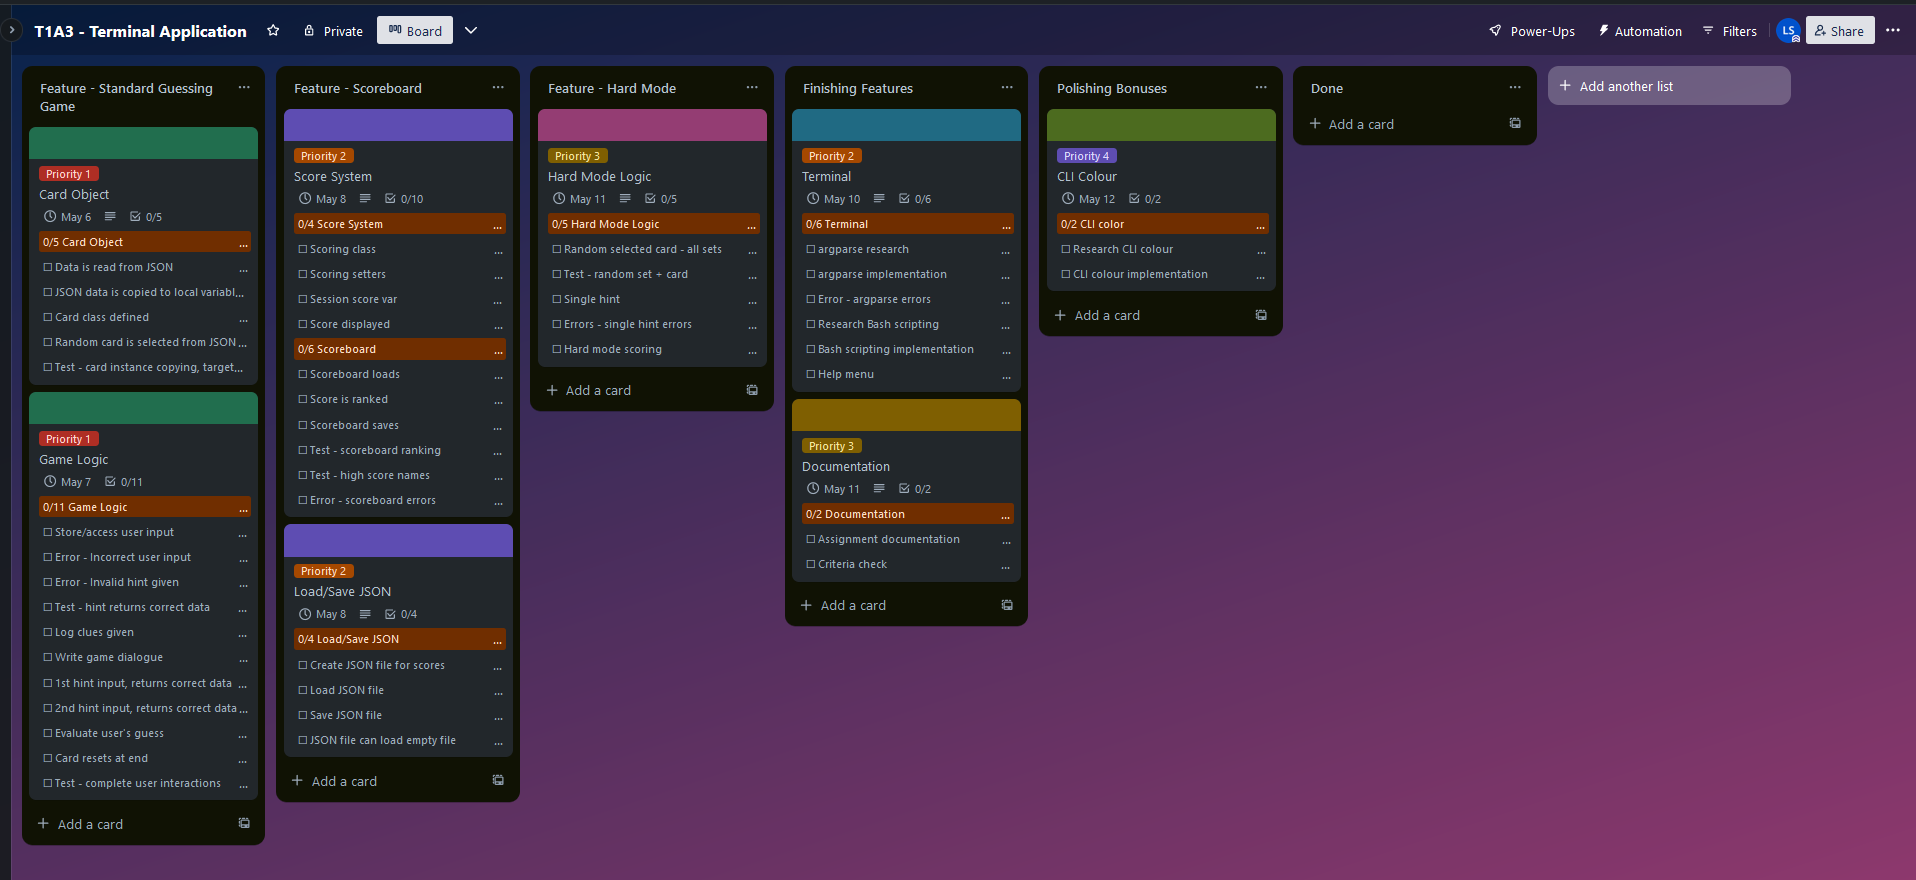 T1A3 - Terminal Application
Private
Board
Power-Ups
Automation
Filters
LS
Share
Feature - Standard Guessing
Game
Priority 1
Card Object
May 6
0/5
0/5 Card Object
Data is read from JSON
JSON data is copied to local variabl...
Card class defined
Random card is selected from JSON ...
Test - card instance copying, target...
Priority 1
Game Logic
May 7
0/11
0/11 Game Logic
Store/access user input
Error - Incorrect user input
Error - Invalid hint given
Test - hint returns correct data
Log clues given
Write game dialogue
1st hint input, returns correct data
2nd hint input, returns correct data
Evaluate user's guess
Card resets at end
Test - complete user interactions
Add a card
Feature - Scoreboard
Priority 2
Score System
May 8
0/10
0/4 Score System
Scoring class
Scoring setters
Session score var
Score displayed
0/6 Scoreboard
Scoreboard loads
Score is ranked
Scoreboard saves
Test - scoreboard ranking
Test - high score names
Error - scoreboard errors
Priority 2
Load/Save JSON
May 8
0/4
0/4 Load/Save JSON
Create JSON file for scores
Load JSON file
Save JSON file
JSON file can load empty file
Add a card
Feature - Hard Mode
Priority 3
Hard Mode Logic
May 11
0/5
0/5 Hard Mode Logic
Random selected card - all sets
Test - random set + card
Single hint
Errors - single hint errors
Hard mode scoring
Add a card
Finishing Features
Priority 2
Terminal
May 10
0/6
0/6 Terminal
argparse research
argparse implementation
Error - argparse errors
Research Bash scripting
Bash scripting implementation
Help menu
Priority 3
Documentation
May 11
0/2
0/2 Documentation
Assignment documentation
Criteria check
Add a card
Polishing Bonuses
Priority 4
CLI Colour
May 12
0/2
0/2 CLI color
Research CLI colour
CLI colour implementation
Add a card
Done
Add a card
Add another list